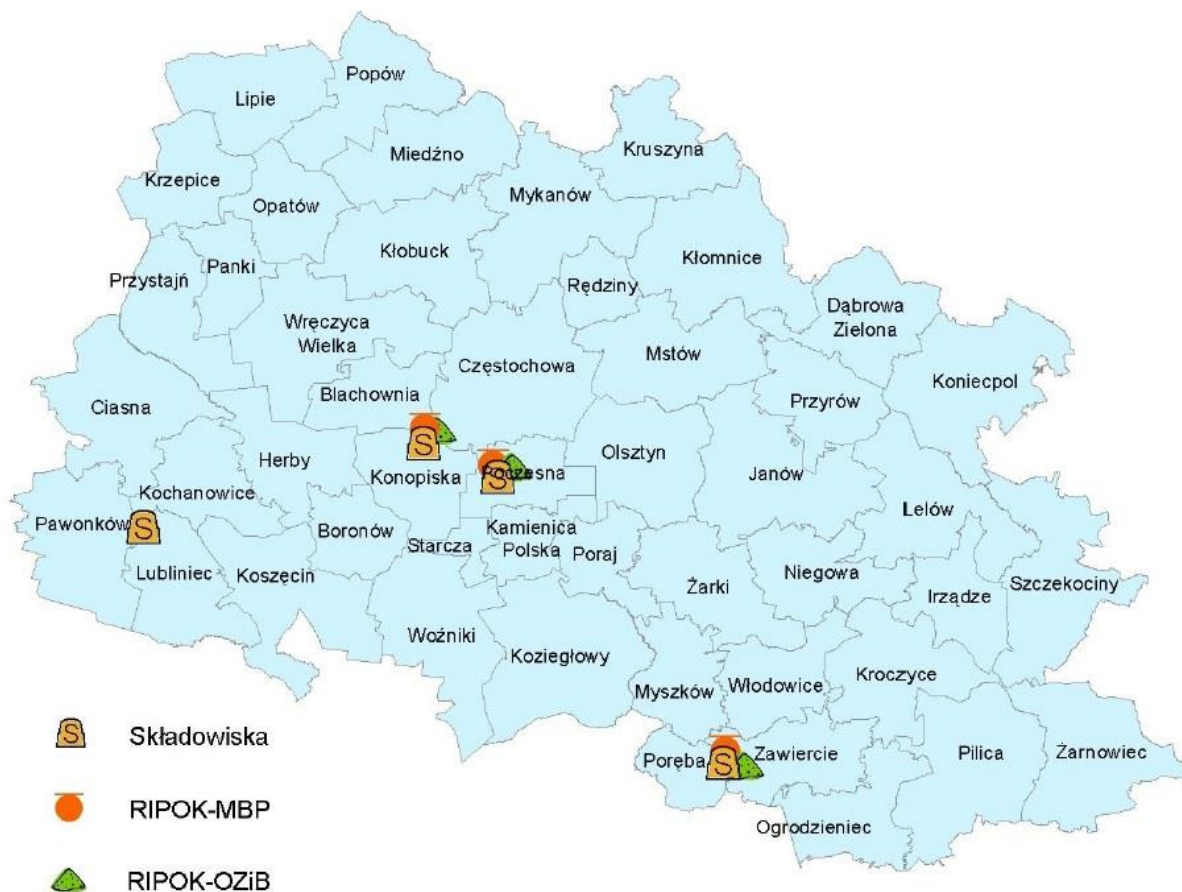 Popów
Lipie
Miedźno
Kruszyna
Krzepice
Opatów
Mykanów
Kłobuck
Kłomnice
Przystajń
Panki
Rędziny
Dąbrowa
Zielona
Wręczyca
Wielka
Częstochowa
Mstów
Koniecpol
Blachownia
Ciasna
Przyrów
S
Herby
Konopiska
S
Poczesna
Olsztyn
Janów
Kochanowice
Lelów
Pawonków
S
Boronów
Starcza
Kamienica
Polska
Poraj
Lubliniec
Koszęcin
Żarki
Niegowa
Irządze
Szczekociny
Woźniki
Koziegłowy
Myszków
Włodowice
Kroczyce
S
Składowiska
Poręba
S
Zawiercie
Pilica
Żarnowiec
RIPOK-MBP
Ogrodzieniec
RIPOK-OZiB